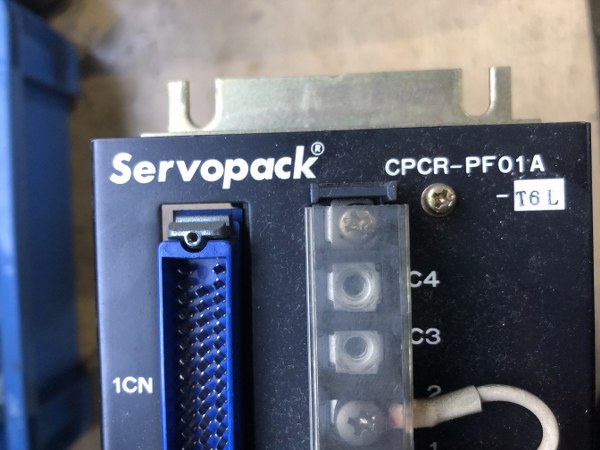 Servopack®
CPCR-PF01A
-T6L
C4
C3
2
1
1CN